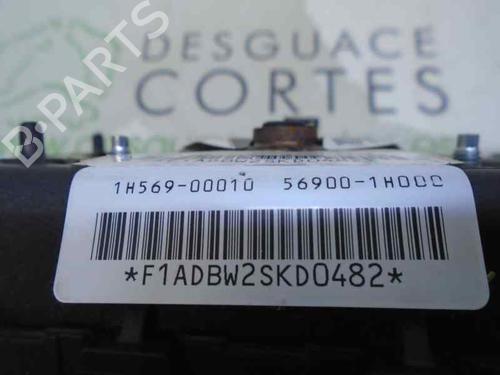 B-PARTS
DESGUACE
CORTES
1H569-00010 56900-1H000
*F1ADBW2SKD0482*